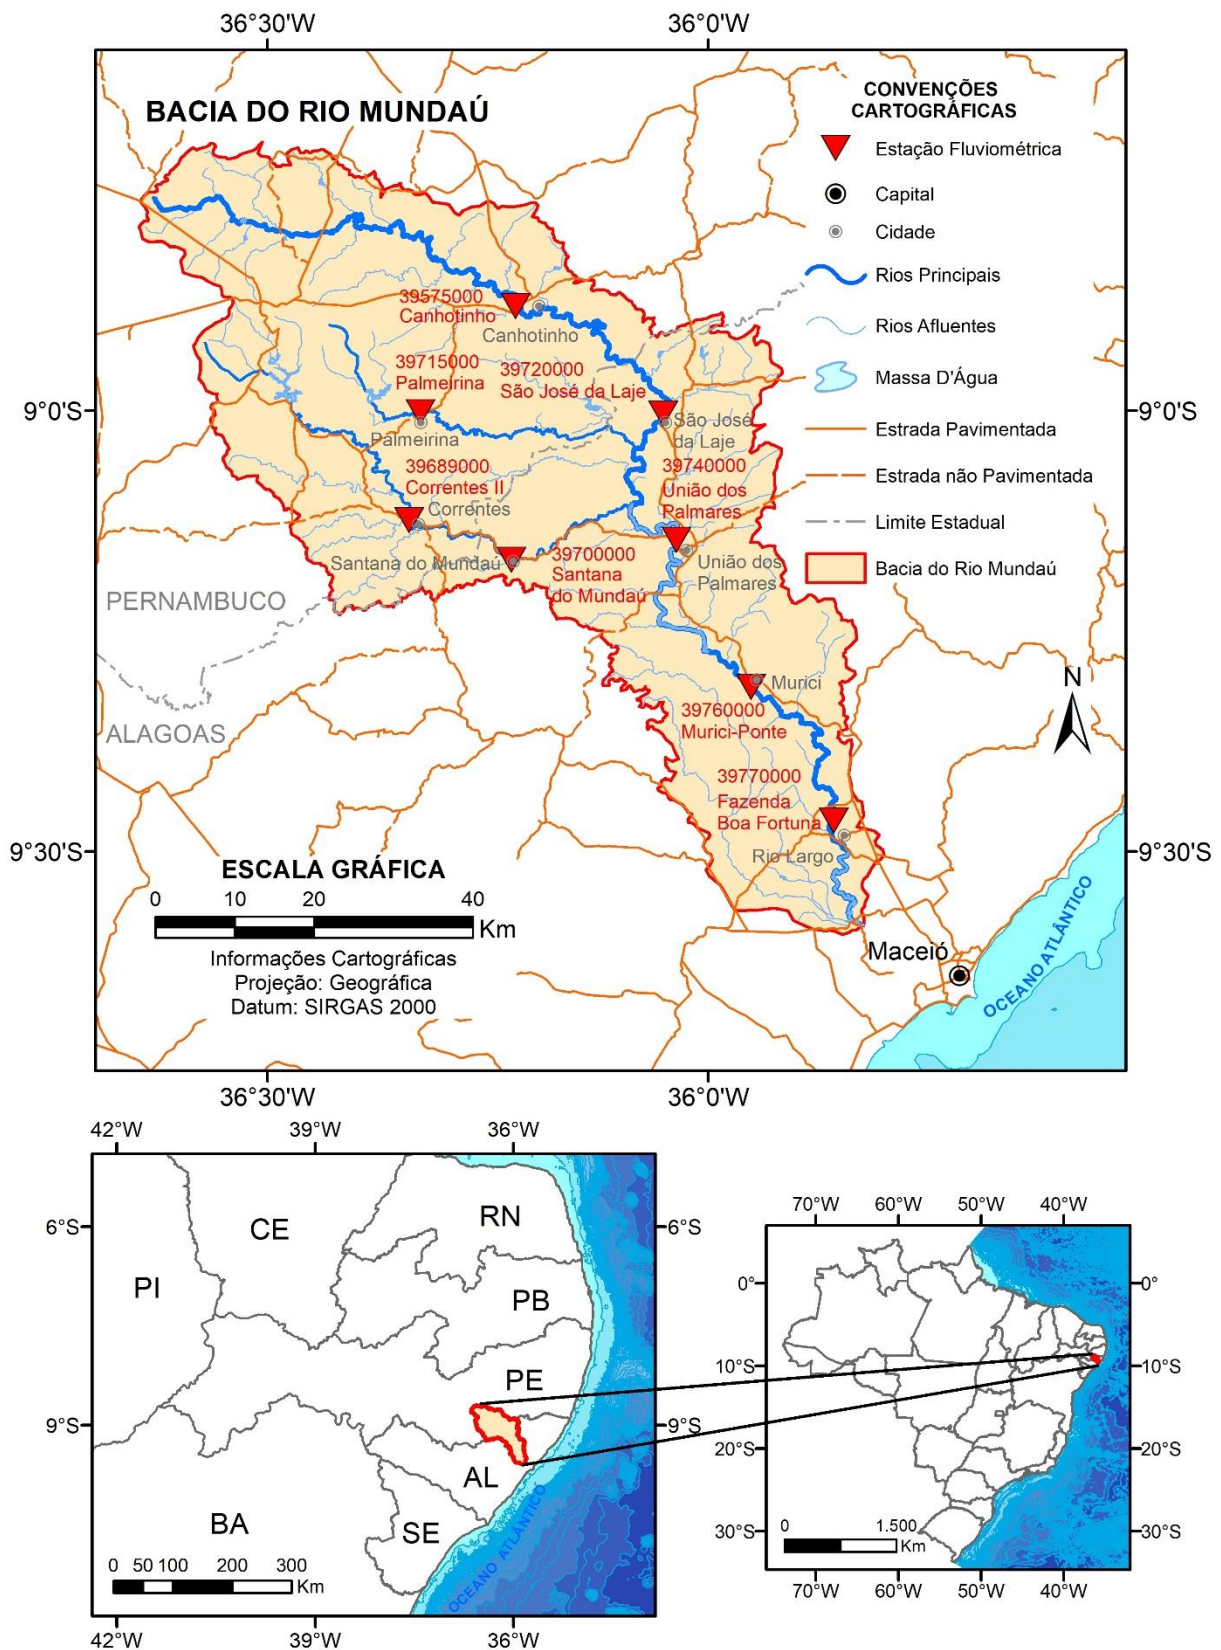 36°30'W
36°0'W
BACIA DO RIO MUNDAÚ
CONVENÇÕES
CARTOGRÁFICAS
Estação Fluviométrica
Capital
Cidade
Rios Principais
Rios Afluentes
Massa D'Água
Estrada Pavimentada
Estrada não Pavimentada
Limite Estadual
Bacia do Rio Mundaú
39575000
Canhotinho
Canhotinho
39715000
Palmeirina
39720000
São José da Laje
9°0'S
9°0'S
Palmeirina
São José
da Laje
39689000
Correntes II
Correntes
39740000
União dos
Palmares
Santana do Mundaú
39700000
Santana
do Mundaú
União dos
Palmares
PERNAMBUCO
ALAGOAS
Murici
39760000
Murici-Ponte
N
39770000
Fazenda
Boa Fortuna
Rio Largo
9°30'S
9°30'S
ESCALA GRÁFICA
0 10 20 40
Km
Informações Cartográficas
Projeção: Geográfica
Datum: SIRGAS 2000
Maceió
OCEANO ATLÂNTICO
36°30'W
36°0'W
42°W
39°W
36°W
6°S
6°S
CE
RN
PI
PB
PE
9°S
9°S
AL
BA
SE
OCEANO ATLÂNTICO
0 50 100 200 300
Km
42°W
39°W
36°W
70°W
60°W
50°W
40°W
0°
0°
10°S
10°S
20°S
20°S
30°S
30°S
0 1.500
Km
70°W
60°W
50°W
40°W